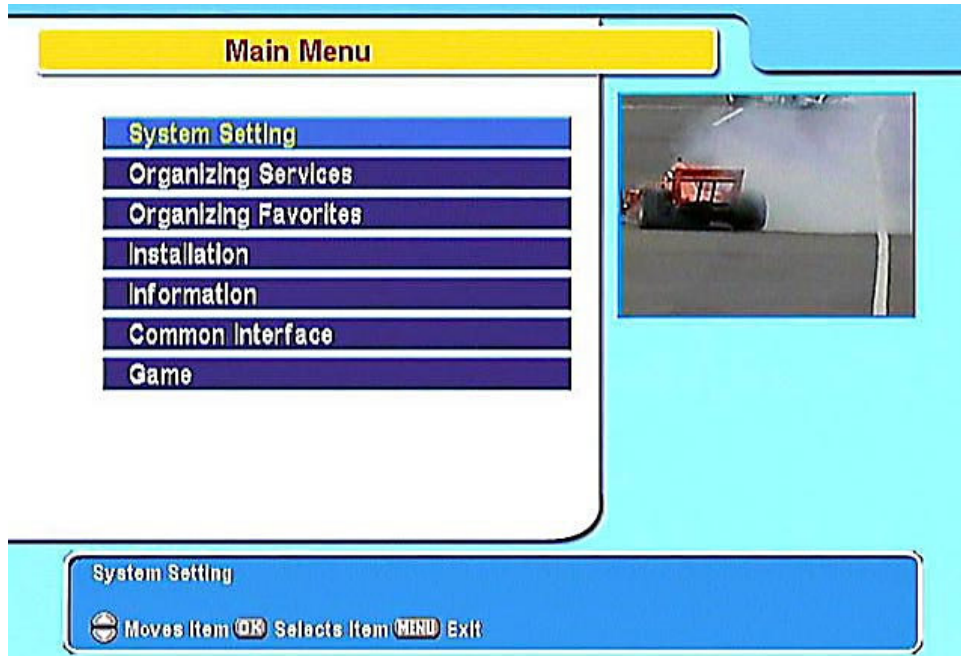 Main Menu
System Setting
Organizing Services
Organizing Favorites
Installation
Information
Common Interface
Game
System Setting
Moves Item OK Selects Item MENU Exit